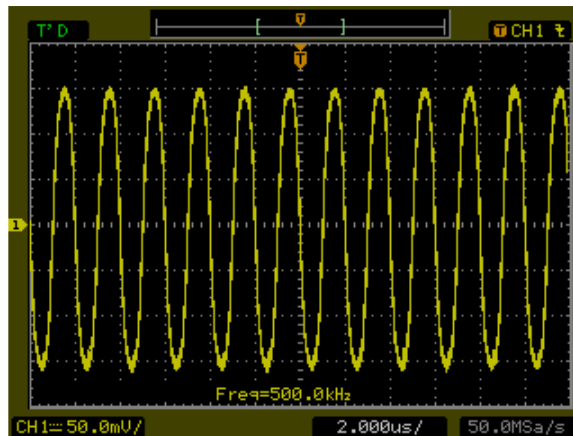 T'D
T
T CH1
T
1
Freq=500.0kHz
CH1 50.0mV/ 2.000us/ 50.0MSa/s